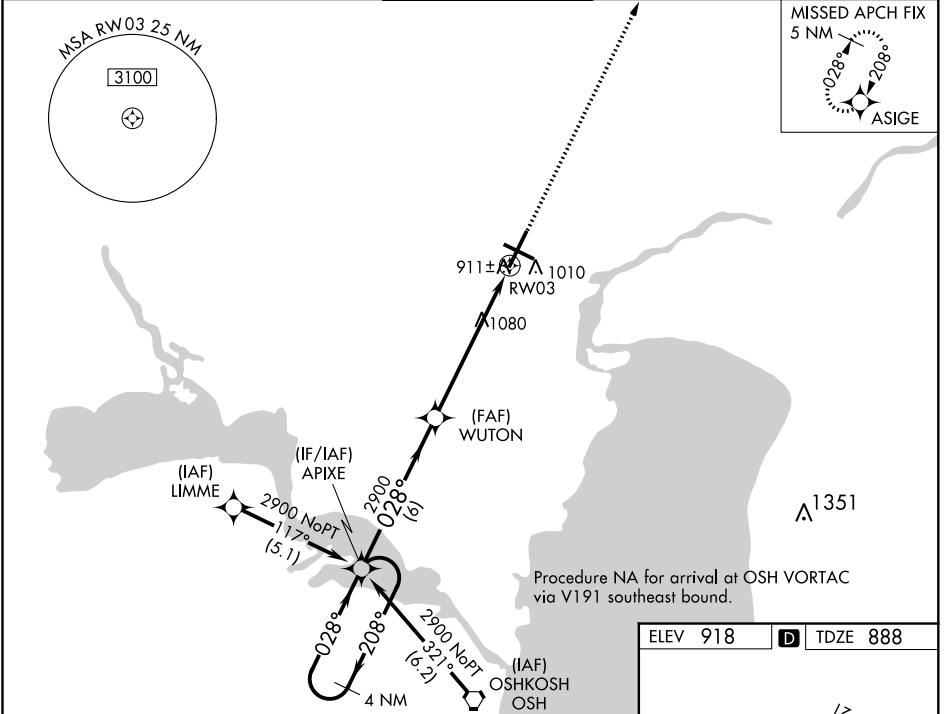 MSA RW03 25 NM
3100
MISSED APCH FIX
5 NM
028°
208°
ASIGE
911±
1010
RW03
1080
(FAF)
WUTON
(IF/IAF)
APIXE
(IAF)
LIMME
2900 NoPT
117°
(5.1)
2900
028°
(6)
1351
Procedure NA for arrival at OSH VORTAC
via V191 southeast bound.
028°
208°
4 NM
2900 NoPT
321°
(6.2)
(IAF)
OSHKOSH
OSH
ELEV 918 D TDZE 888